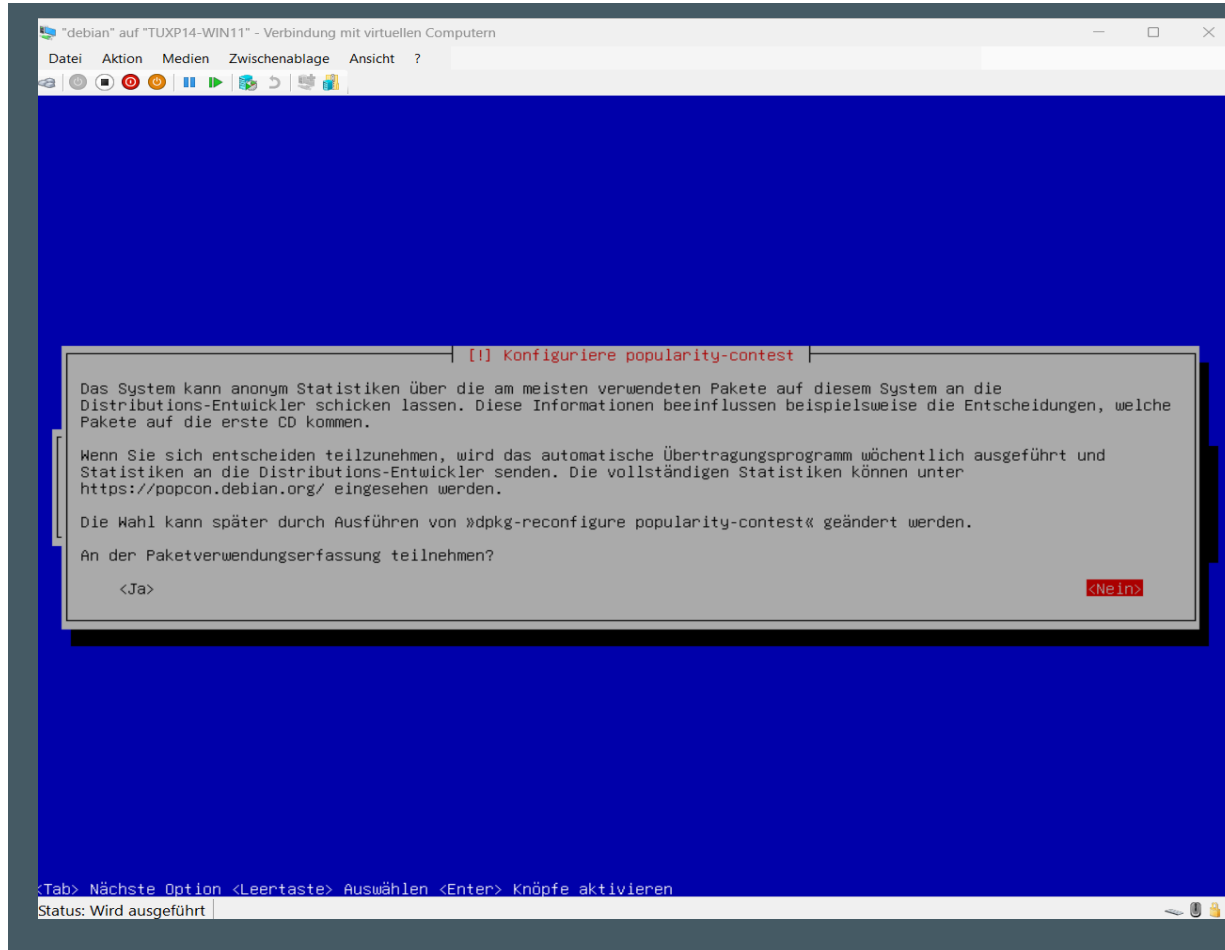 "debian" auf "TUXP14-WIN11" - Verbindung mit virtuellen Computern
Datei Aktion Medien Zwischenablage Ansicht ?
[!] Konfiguriere popularity-contest
Das System kann anonym Statistiken über die am meisten verwendeten Pakete auf diesem System an die
Distributions-Entwickler schicken lassen. Diese Informationen beeinflussen beispielsweise die Entscheidungen, welche
Pakete auf die erste CD kommen.
Wenn Sie sich entscheiden teilzunehmen, wird das automatische Übertragungsprogramm wöchentlich ausgeführt und
Statistiken an die Distributions-Entwickler senden. Die vollständigen Statistiken können unter
https://popcon.debian.org/ eingesehen werden.
Die Wahl kann später durch Ausführen von »dpkg-reconfigure popularity-contest« geändert werden.
An der Paketverwendungserfassung teilnehmen?
<Ja> <Nein>
<Tab> Nächste Option <Leertaste> Auswählen <Enter> Knöpfe aktivieren
Status: Wird ausgeführt